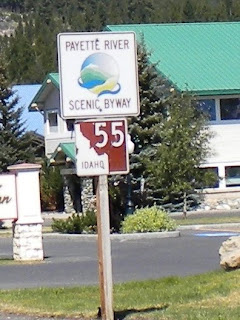 PAYETTE RIVER
SCENIC BYWAY
55
IDAHO